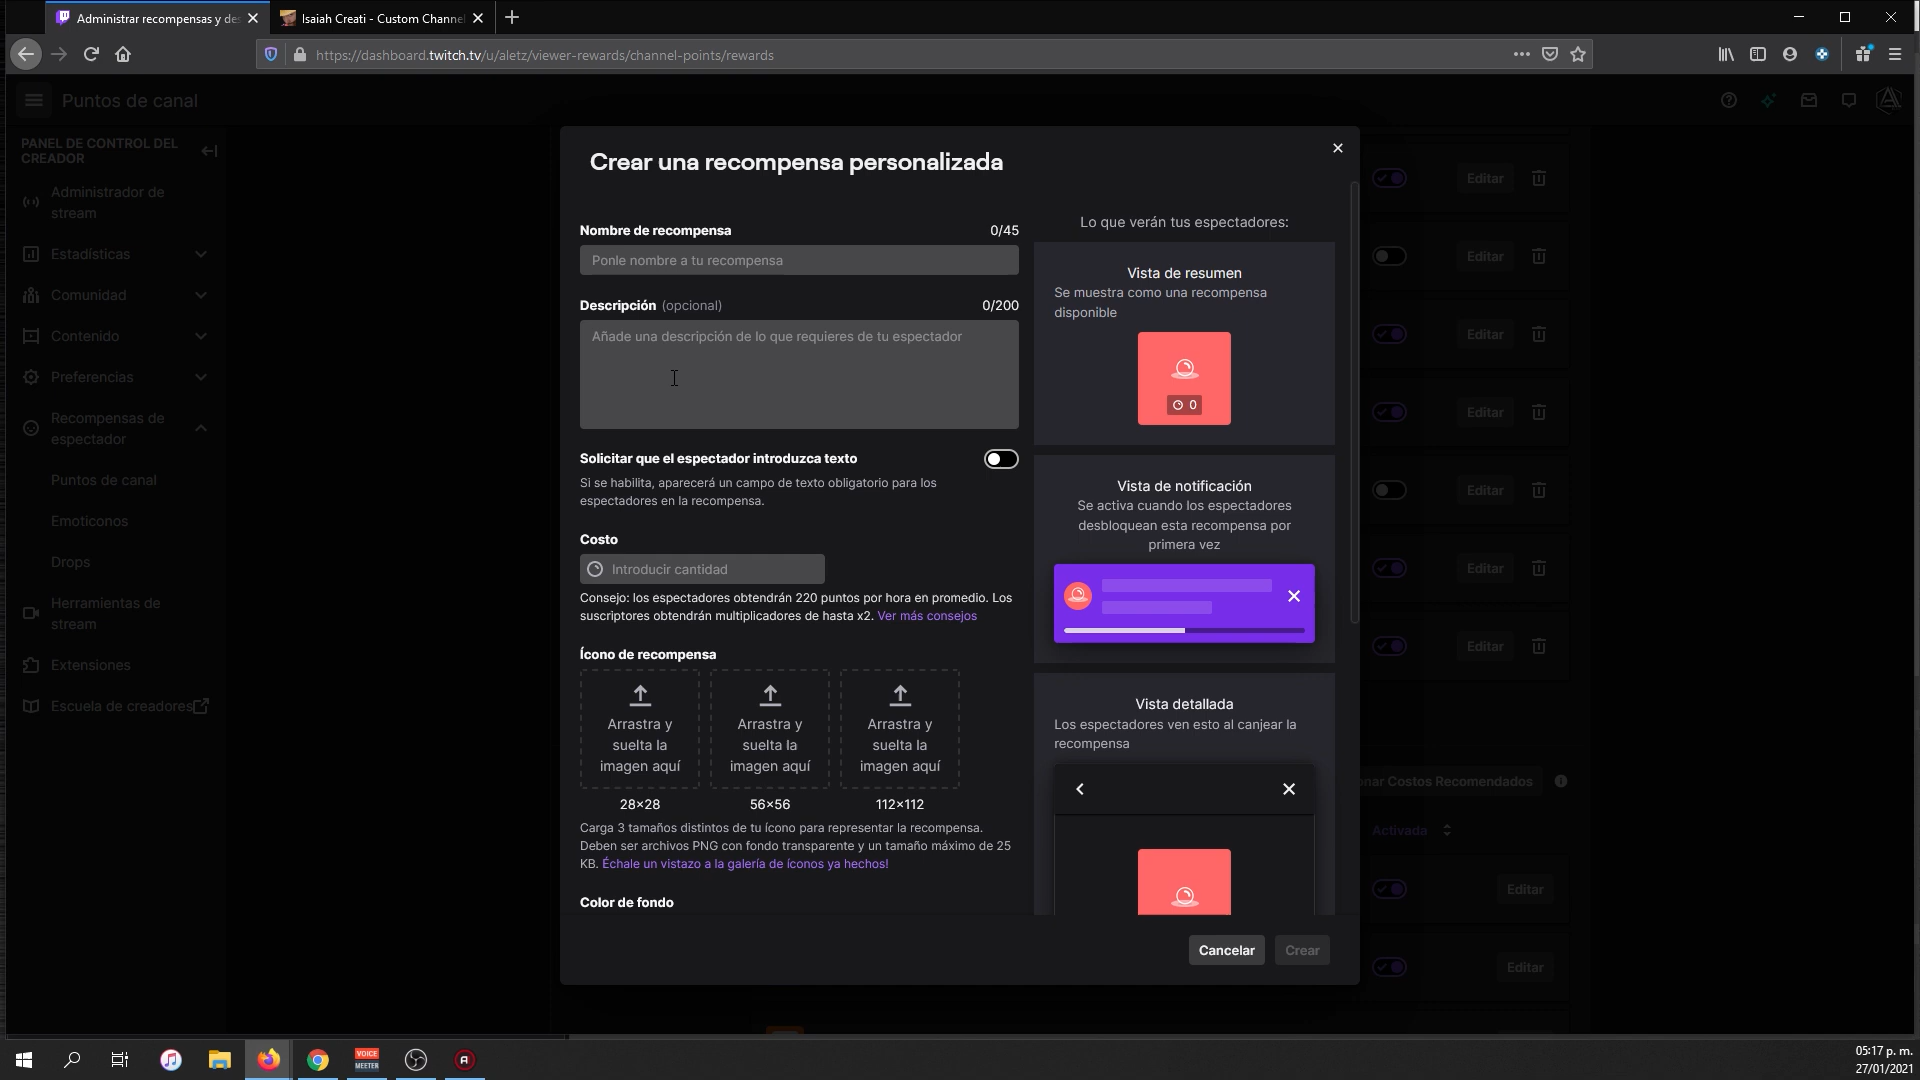 Administrar recompensas y de
Isaiah Creati - Custom Channel
https://dashboard.twitch.tv/u/aletz/viewer-rewards/channel-points/rewards
Puntos de canal
PANEL DE CONTROL DEL
CREADOR
Administrador de
stream
Estadísticas
Comunidad
Contenido
Preferencias
Recompensas de
espectador
Puntos de canal
Emoticonos
Drops
Herramientas de
stream
Extensiones
Escuela de creadores
Crear una recompensa personalizada
Nombre de recompensa
0/45
Ponle nombre a tu recompensa
Descripción (opcional)
0/200
Añade una descripción de lo que requieres de tu espectador
Solicitar que el espectador introduzca texto
Si se habilita, aparecerá un campo de texto obligatorio para los
espectadores en la recompensa.
Costo
Introducir cantidad
Consejo: los espectadores obtendrán 220 puntos por hora en promedio. Los
suscriptores obtendrán multiplicadores de hasta x2. Ver más consejos
Ícono de recompensa
Arrastra y
suelta la
imagen aquí
Arrastra y
suelta la
imagen aquí
Arrastra y
suelta la
imagen aquí
28×28
56×56
112×112
Carga 3 tamaños distintos de tu ícono para representar la recompensa.
Deben ser archivos PNG con fondo transparente y un tamaño máximo de 25
KB. Échale un vistazo a la galería de íconos ya hechos!
Color de fondo
Lo que verán tus espectadores:
Vista de resumen
Se muestra como una recompensa
disponible
0
Vista de notificación
Se activa cuando los espectadores
desbloquean esta recompensa por
primera vez
Vista detallada
Los espectadores ven esto al canjear la
recompensa
Cancelar
Crear
Editar
Editar
Editar
Editar
Editar
Editar
Editar
onar Costos Recomendados
Activada
Editar
Editar
VOICE
MEETER
05:17 p. m.
27/01/2021